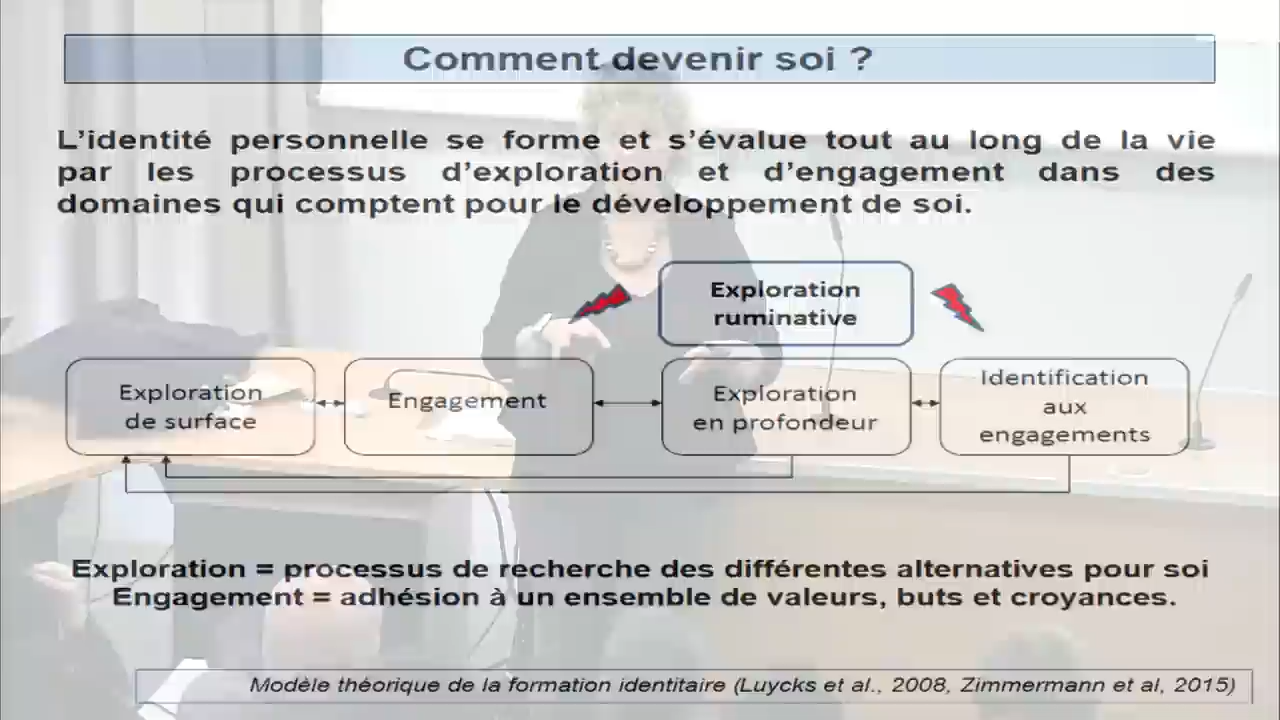 Comment devenir soi ?
L'identité personnelle se forme et s'évalue tout au long de la vie
par les processus d'exploration et d'engagement dans des
domaines qui comptent pour le développement de soi.
Exploration
ruminative
Exploration
de surface
Engagement
Exploration
en profondeur
Identification
aux
engagements
Exploration = processus de recherche des différentes alternatives pour soi
Engagement = adhésion à un ensemble de valeurs, buts et croyances.
Modèle théorique de la formation identitaire (Luycks et al., 2008, Zimmermann et al, 2015)